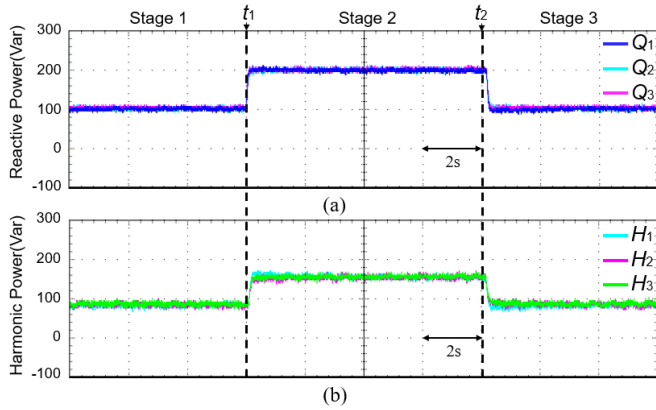 Stage 1 t₁ Stage 2 t₂ Stage 3
Reactive Power(Var)
300
200
100
0
-100
Q₁
Q₂
Q₃
2s
(a)
Harmonic Power(Var)
300
200
100
0
-100
H₁
H₂
H₃
2s
(b)